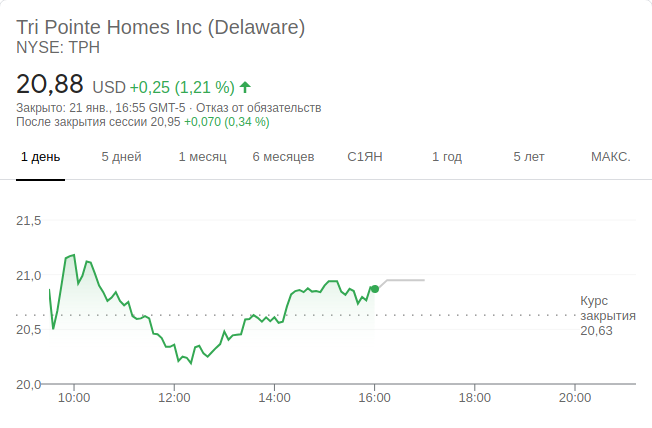 Tri Pointe Homes Inc (Delaware)
NYSE: TPH
20,88 USD +0,25 (1,21 %)
Закрыто: 21 янв., 16:55 GMT-5 · Отказ от обязательств
После закрытия сессии 20,95 +0,070 (0,34 %)
1 день 5 дней 1 месяц 6 месяцев С1ЯН 1 год 5 лет МАКС.
21,5
21,0
Курс
закрытия
20,63
20,5
20,0
10:00 12:00 14:00 16:00 18:00 20:00